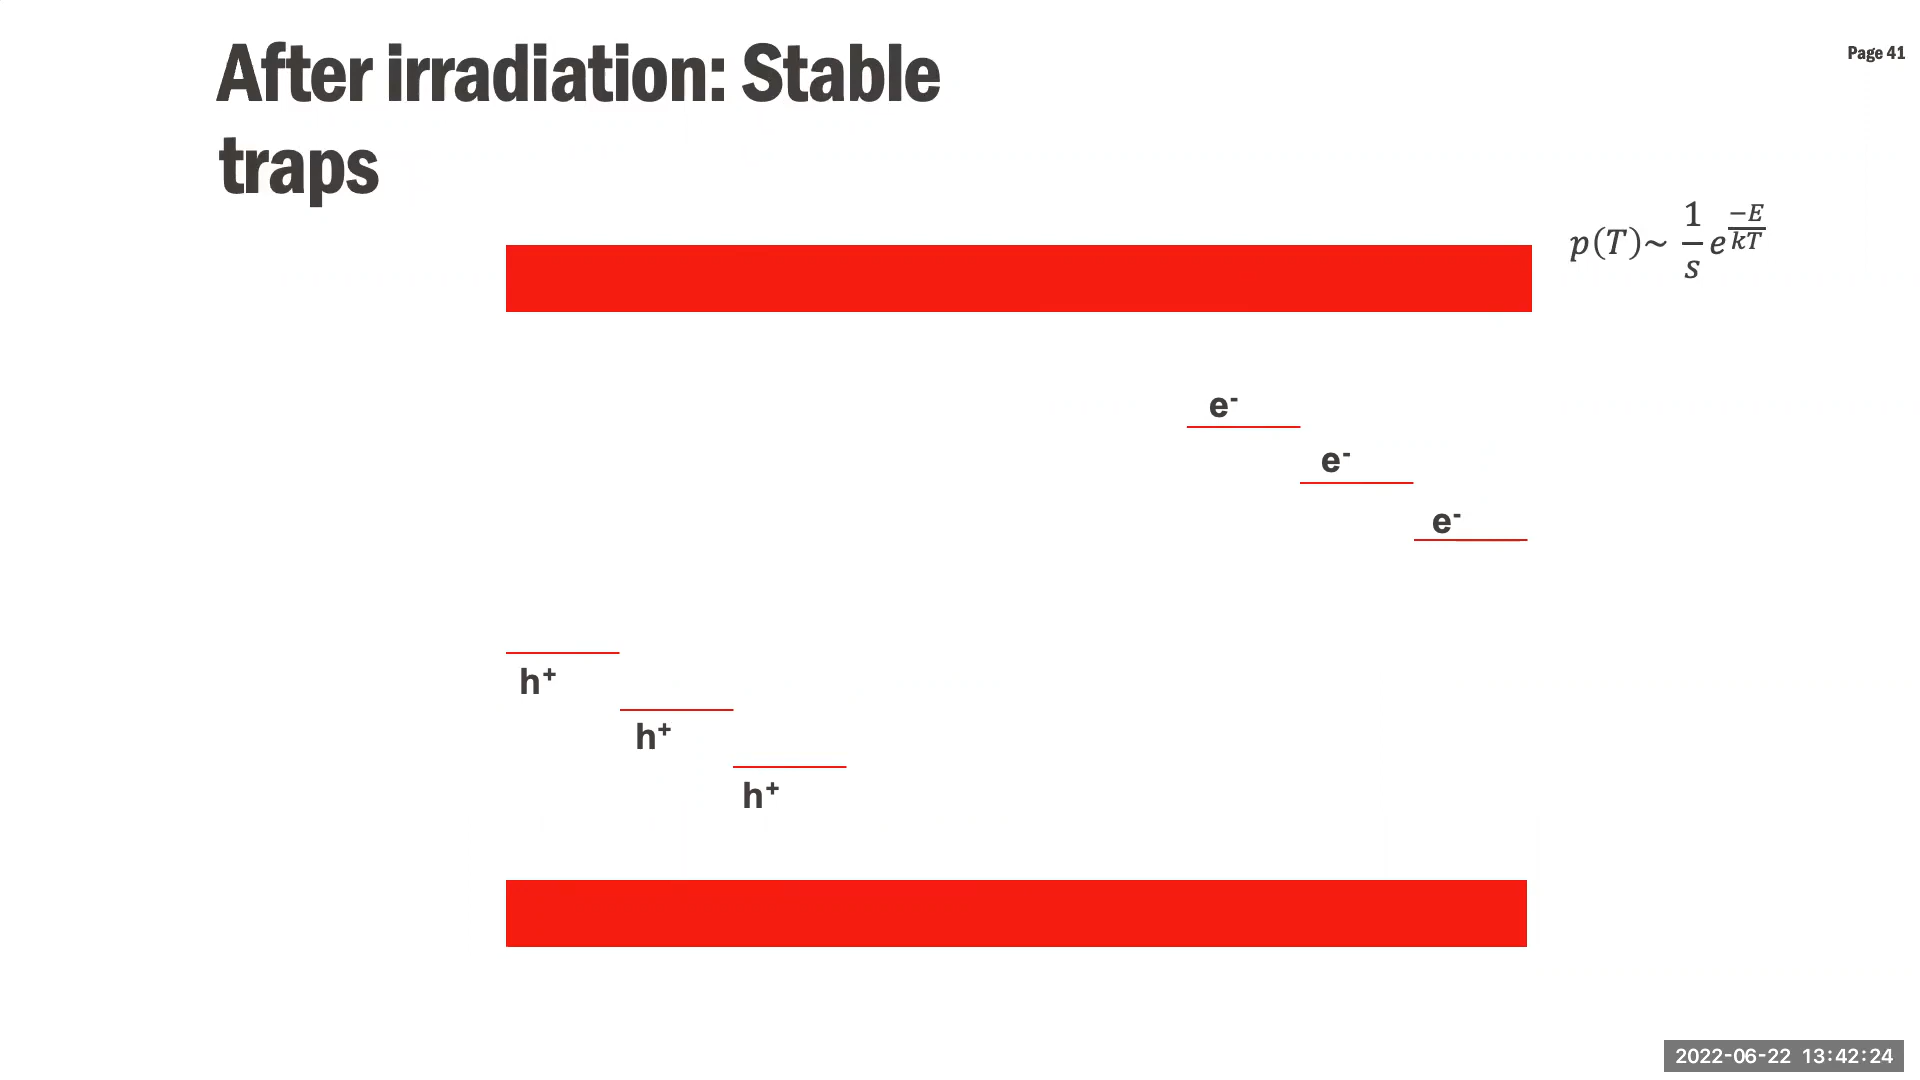 After irradiation: Stable
traps
Page 41
p(T)~ 1/s e^(-E/kT)
e⁻
e⁻
e⁻
h⁺
h⁺
h⁺
2022-06-22 13:42:24